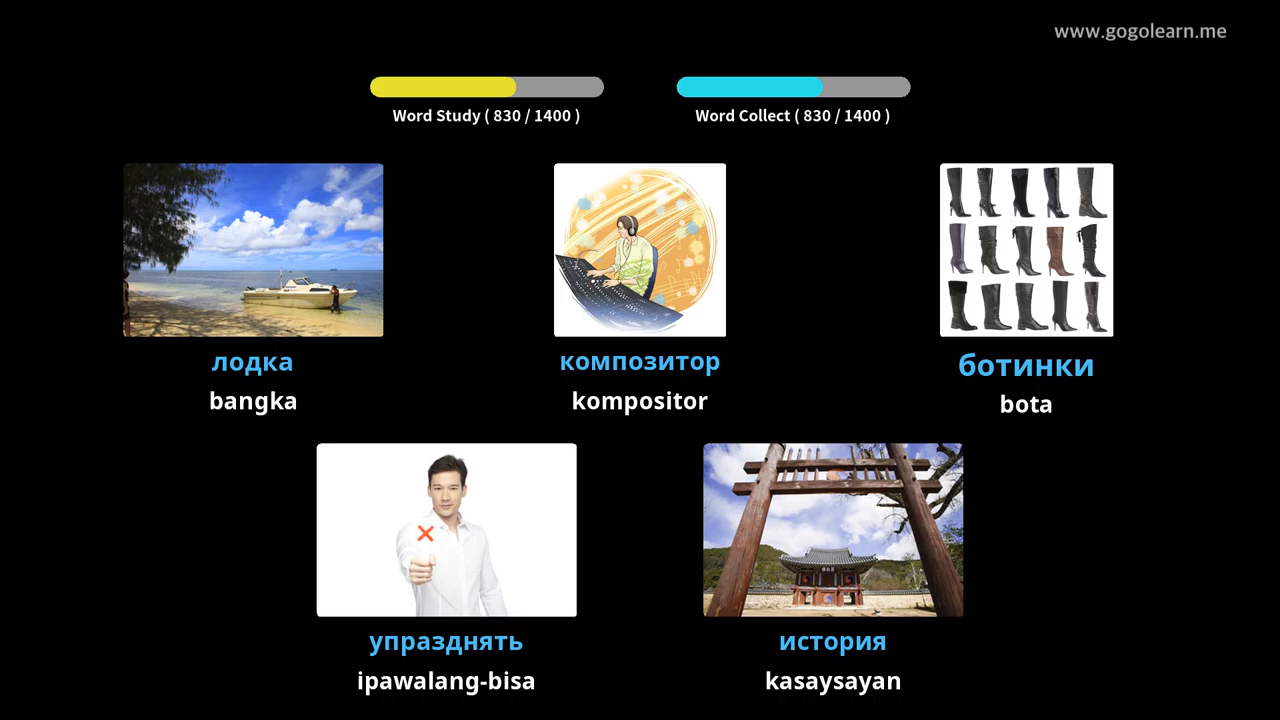 www.gogolearn.me
Word Study ( 830 / 1400 )
Word Collect ( 830 / 1400 )
лодка
bangka
композитор
kompositor
ботинки
bota
упразднять
ipawalang-bisa
история
kasaysayan